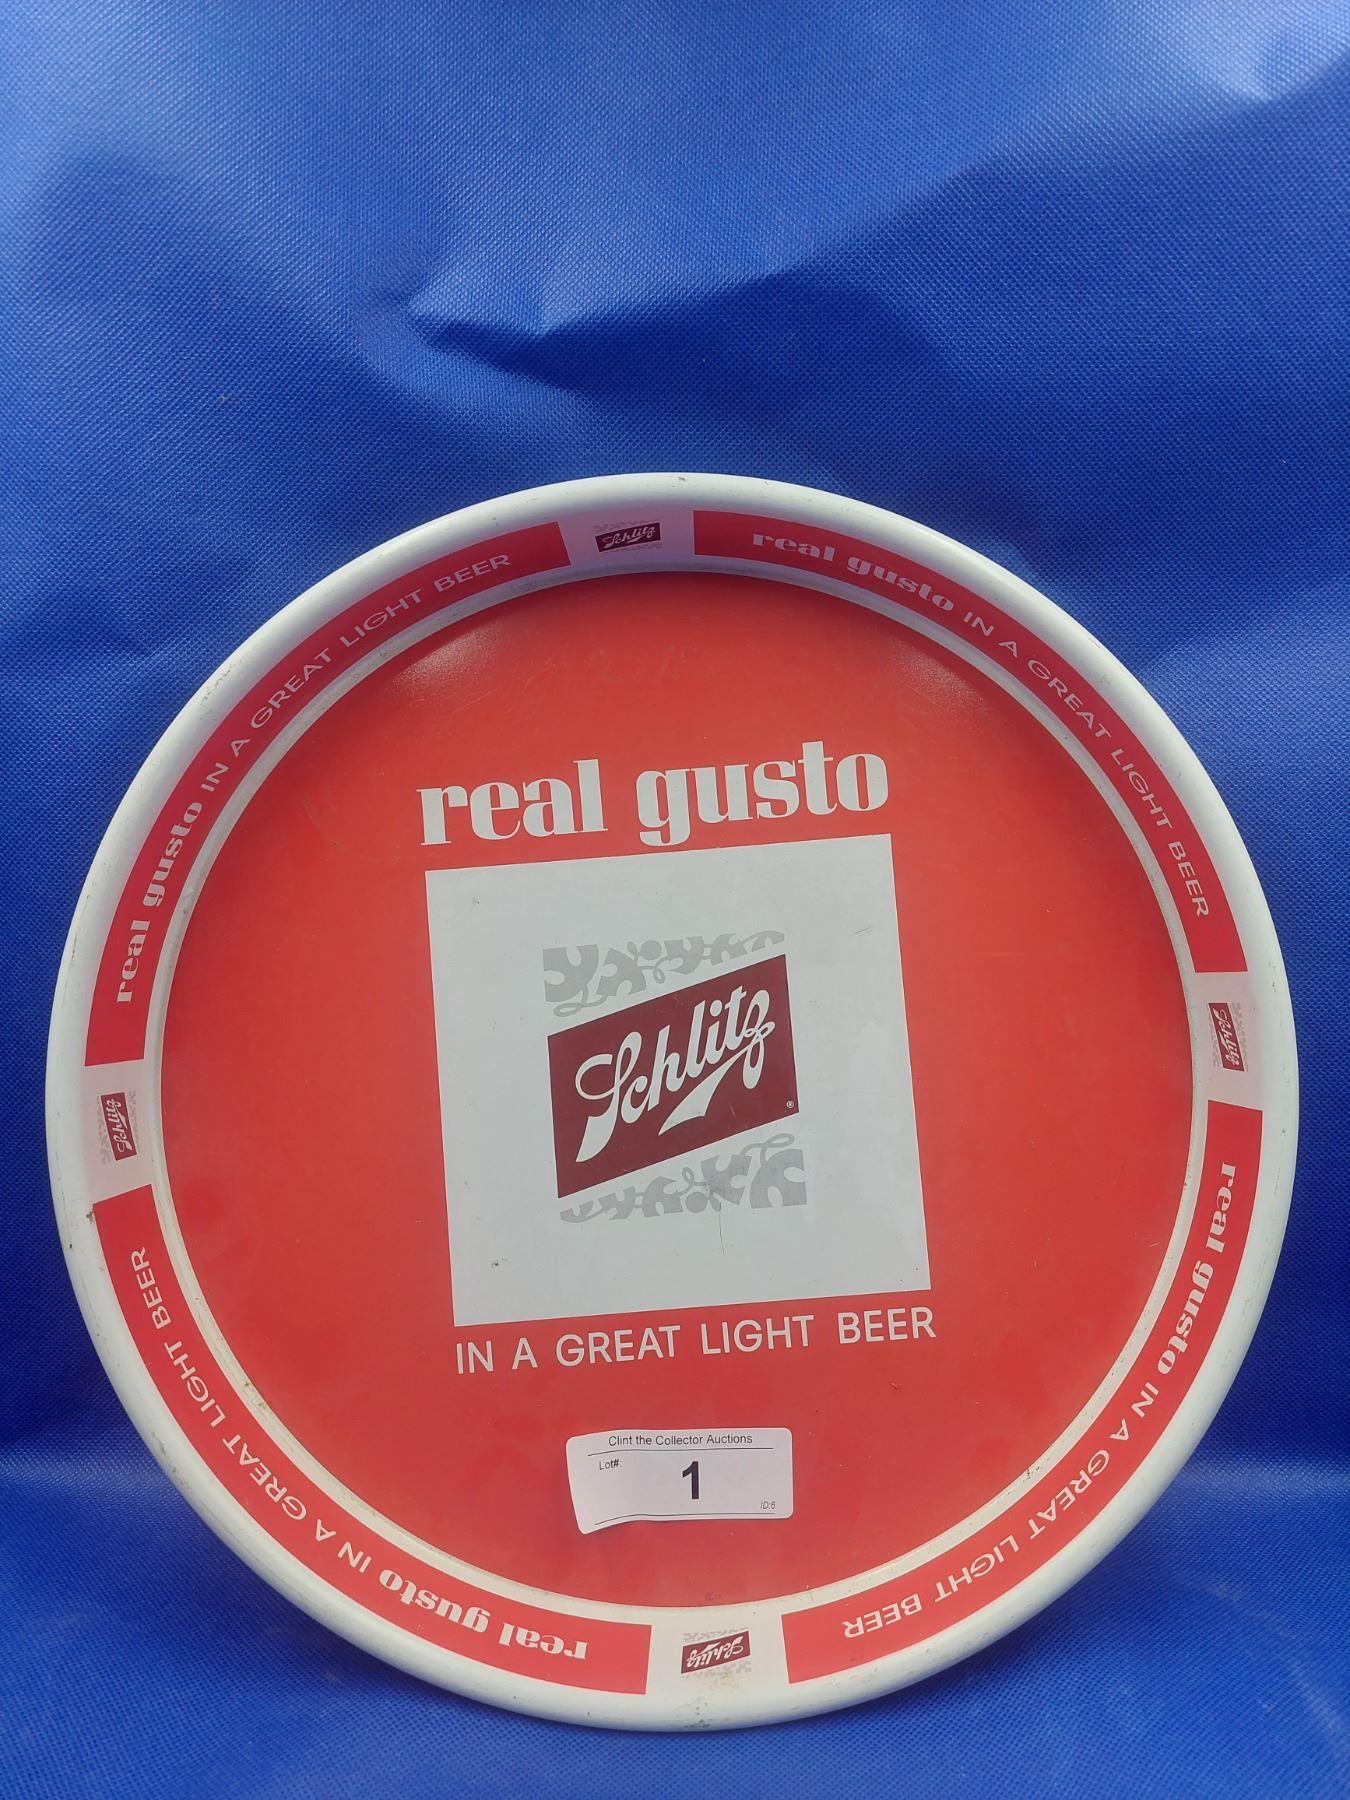 real gusto
Schlitz
®
IN A GREAT LIGHT BEER
Clint the Collector Auctions
Lot#: 1
ID:6
Schlitz
real gusto IN A GREAT LIGHT BEER
Schlitz
real gusto IN A GREAT LIGHT BEER
Schlitz
real gusto IN A GREAT LIGHT BEER
Schlitz
real gusto IN A GREAT LIGHT BEER